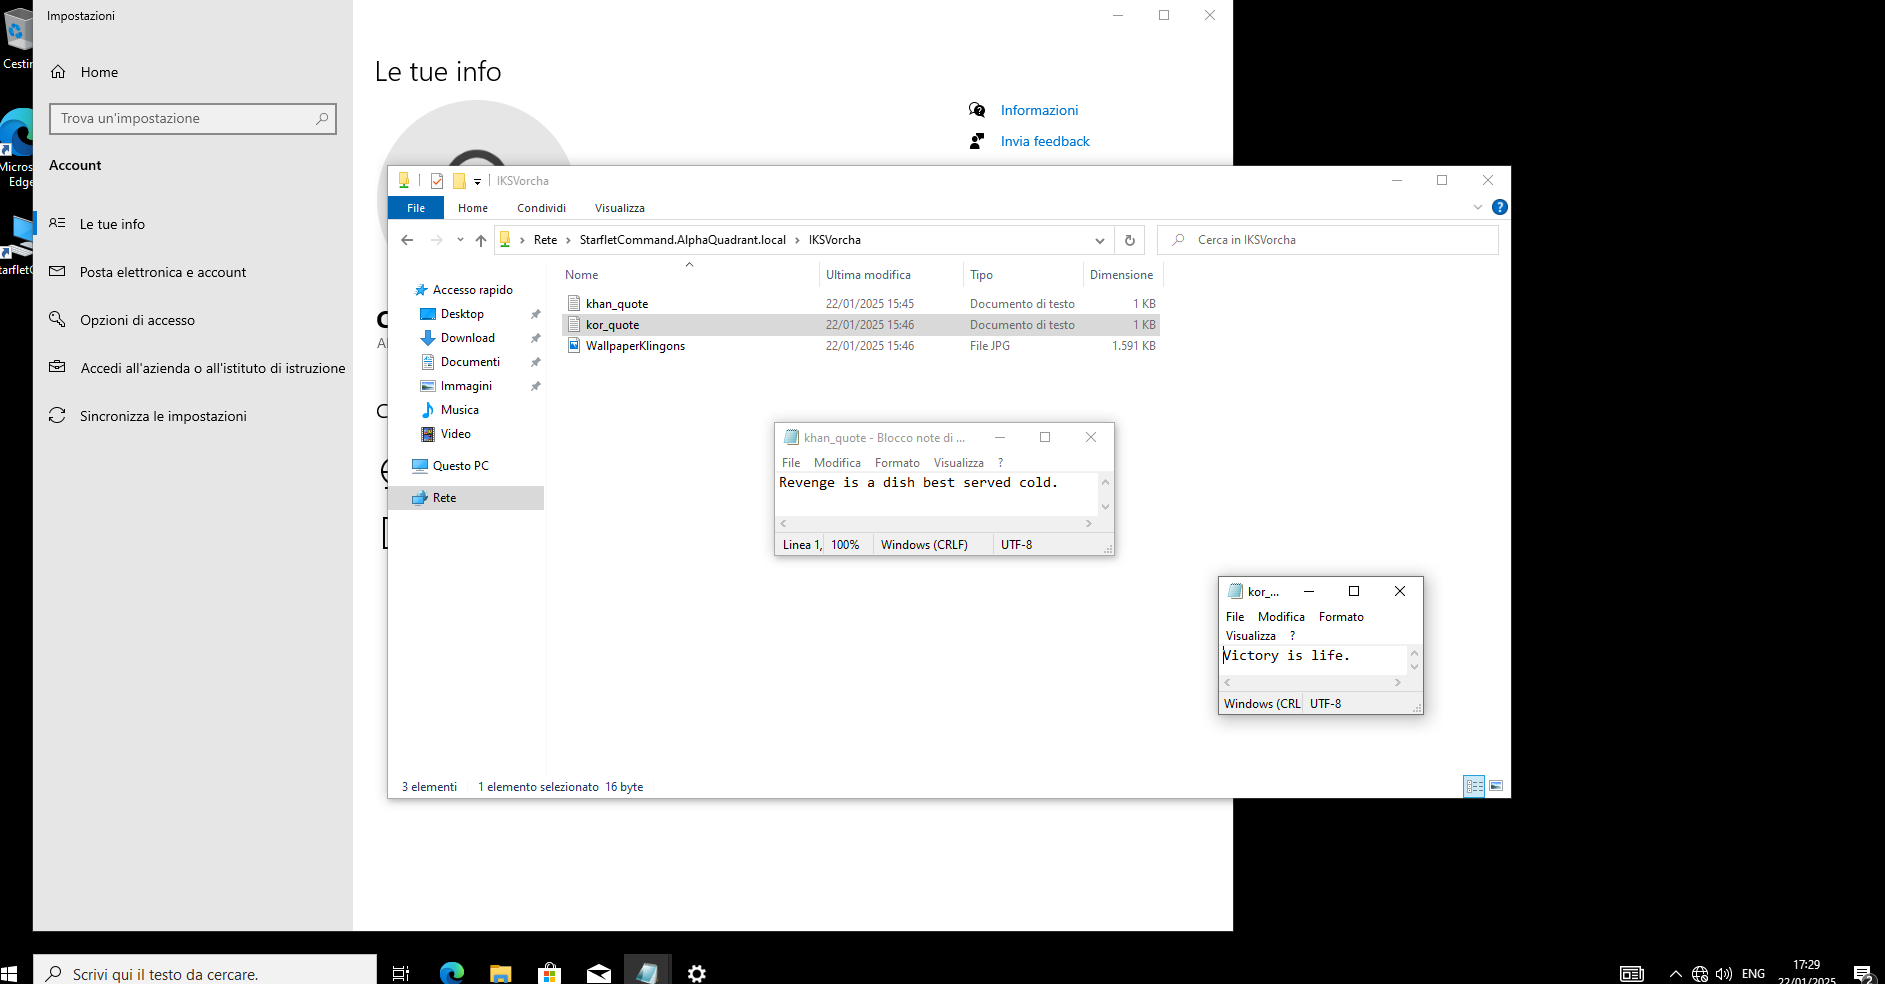 Impostazioni
Cestin
Micros
Edge
Home
Trova un'impostazione
Account
Le tue info
Posta elettronica e account
Opzioni di accesso
Accedi all'azienda o all'istituto di istruzione
Sincronizza le impostazioni
Le tue info
Informazioni
Invia feedback
IKSVorcha
File
Home
Condividi
Visualizza
Rete
StarfletCommand.AlphaQuadrant.local
IKSVorcha
Cerca in IKSVorcha
Accesso rapido
Desktop
Download
Documenti
Immagini
Musica
Video
Questo PC
Rete
Nome Ultima modifica Tipo Dimensione
khan_quote 22/01/2025 15:45 Documento di testo 1 KB
kor_quote 22/01/2025 15:46 Documento di testo 1 KB
WallpaperKlingons 22/01/2025 15:46 File JPG 1.591 KB
khan_quote - Blocco note di ...
File Modifica Formato Visualizza ?
Revenge is a dish best served cold.
Linea 1, 100% Windows (CRLF) UTF-8
kor_...
File Modifica Formato
Visualizza ?
Victory is life.
Windows (CRL UTF-8
3 elementi 1 elemento selezionato 16 byte
Scrivi qui il testo da cercare.
ENG
17:29
22/01/2025
2